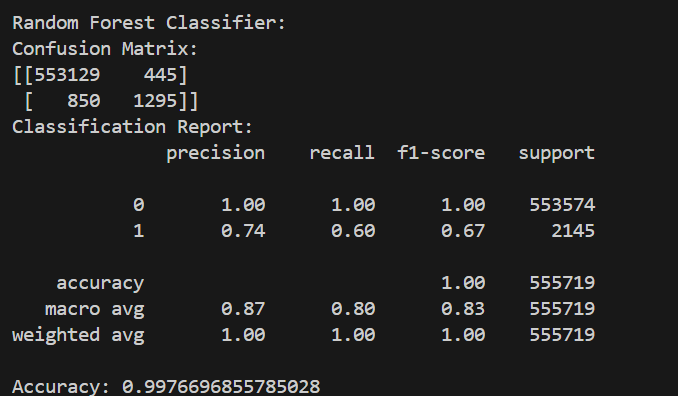 Random Forest Classifier:
Confusion Matrix:
[[553129    445]
 [   850   1295]]
Classification Report:
              precision    recall  f1-score   support

           0       1.00      1.00      1.00    553574
           1       0.74      0.60      0.67      2145

    accuracy                           1.00    555719
   macro avg       0.87      0.80      0.83    555719
weighted avg       1.00      1.00      1.00    555719

Accuracy: 0.9976696855785028